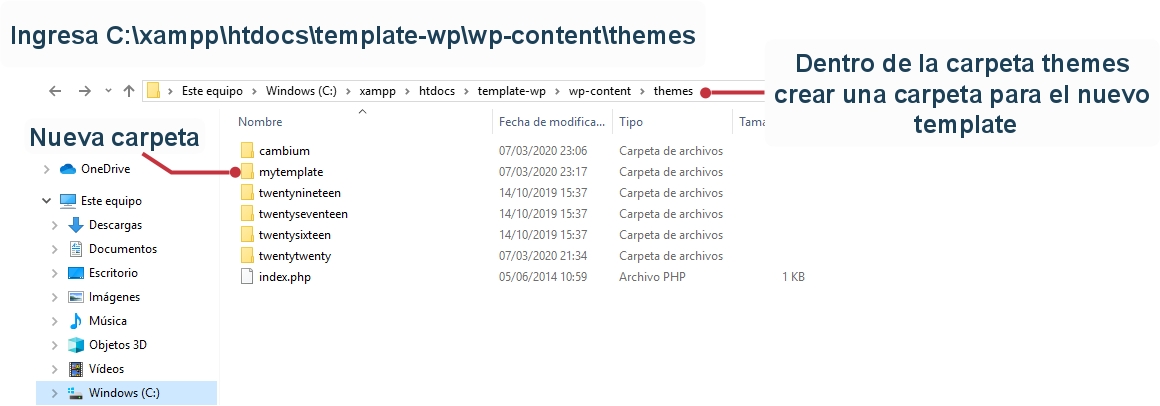 Ingresa C:\xampp\htdocs\template-wp\wp-content\themes
Dentro de la carpeta themes
crear una carpeta para el nuevo
template
Este equipo > Windows (C:) > xampp > htdocs > template-wp > wp-content > themes
Nueva carpeta
Nombre Fecha de modifica... Tipo Tama
cambium 07/03/2020 23:06 Carpeta de archivos
mytemplate 07/03/2020 23:17 Carpeta de archivos
twentynineteen 14/10/2019 15:37 Carpeta de archivos
twentyseventeen 14/10/2019 15:37 Carpeta de archivos
twentysixteen 14/10/2019 15:37 Carpeta de archivos
twentytwenty 07/03/2020 21:34 Carpeta de archivos
index.php 05/06/2014 10:59 Archivo PHP 1 KB
OneDrive
Este equipo
Descargas
Documentos
Escritorio
Imágenes
Música
Objetos 3D
Vídeos
Windows (C:)